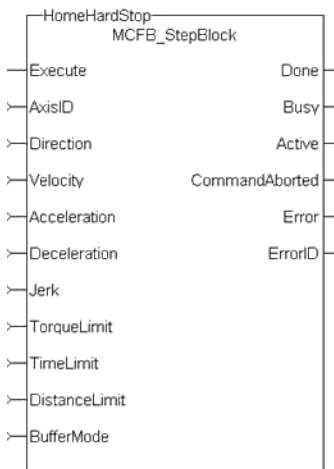 HomeHardStop
MCFB_StepBlock
Execute Done
AxisID Busy
Direction Active
Velocity CommandAborted
Acceleration Error
Deceleration ErrorID
Jerk
TorqueLimit
TimeLimit
DistanceLimit
BufferMode